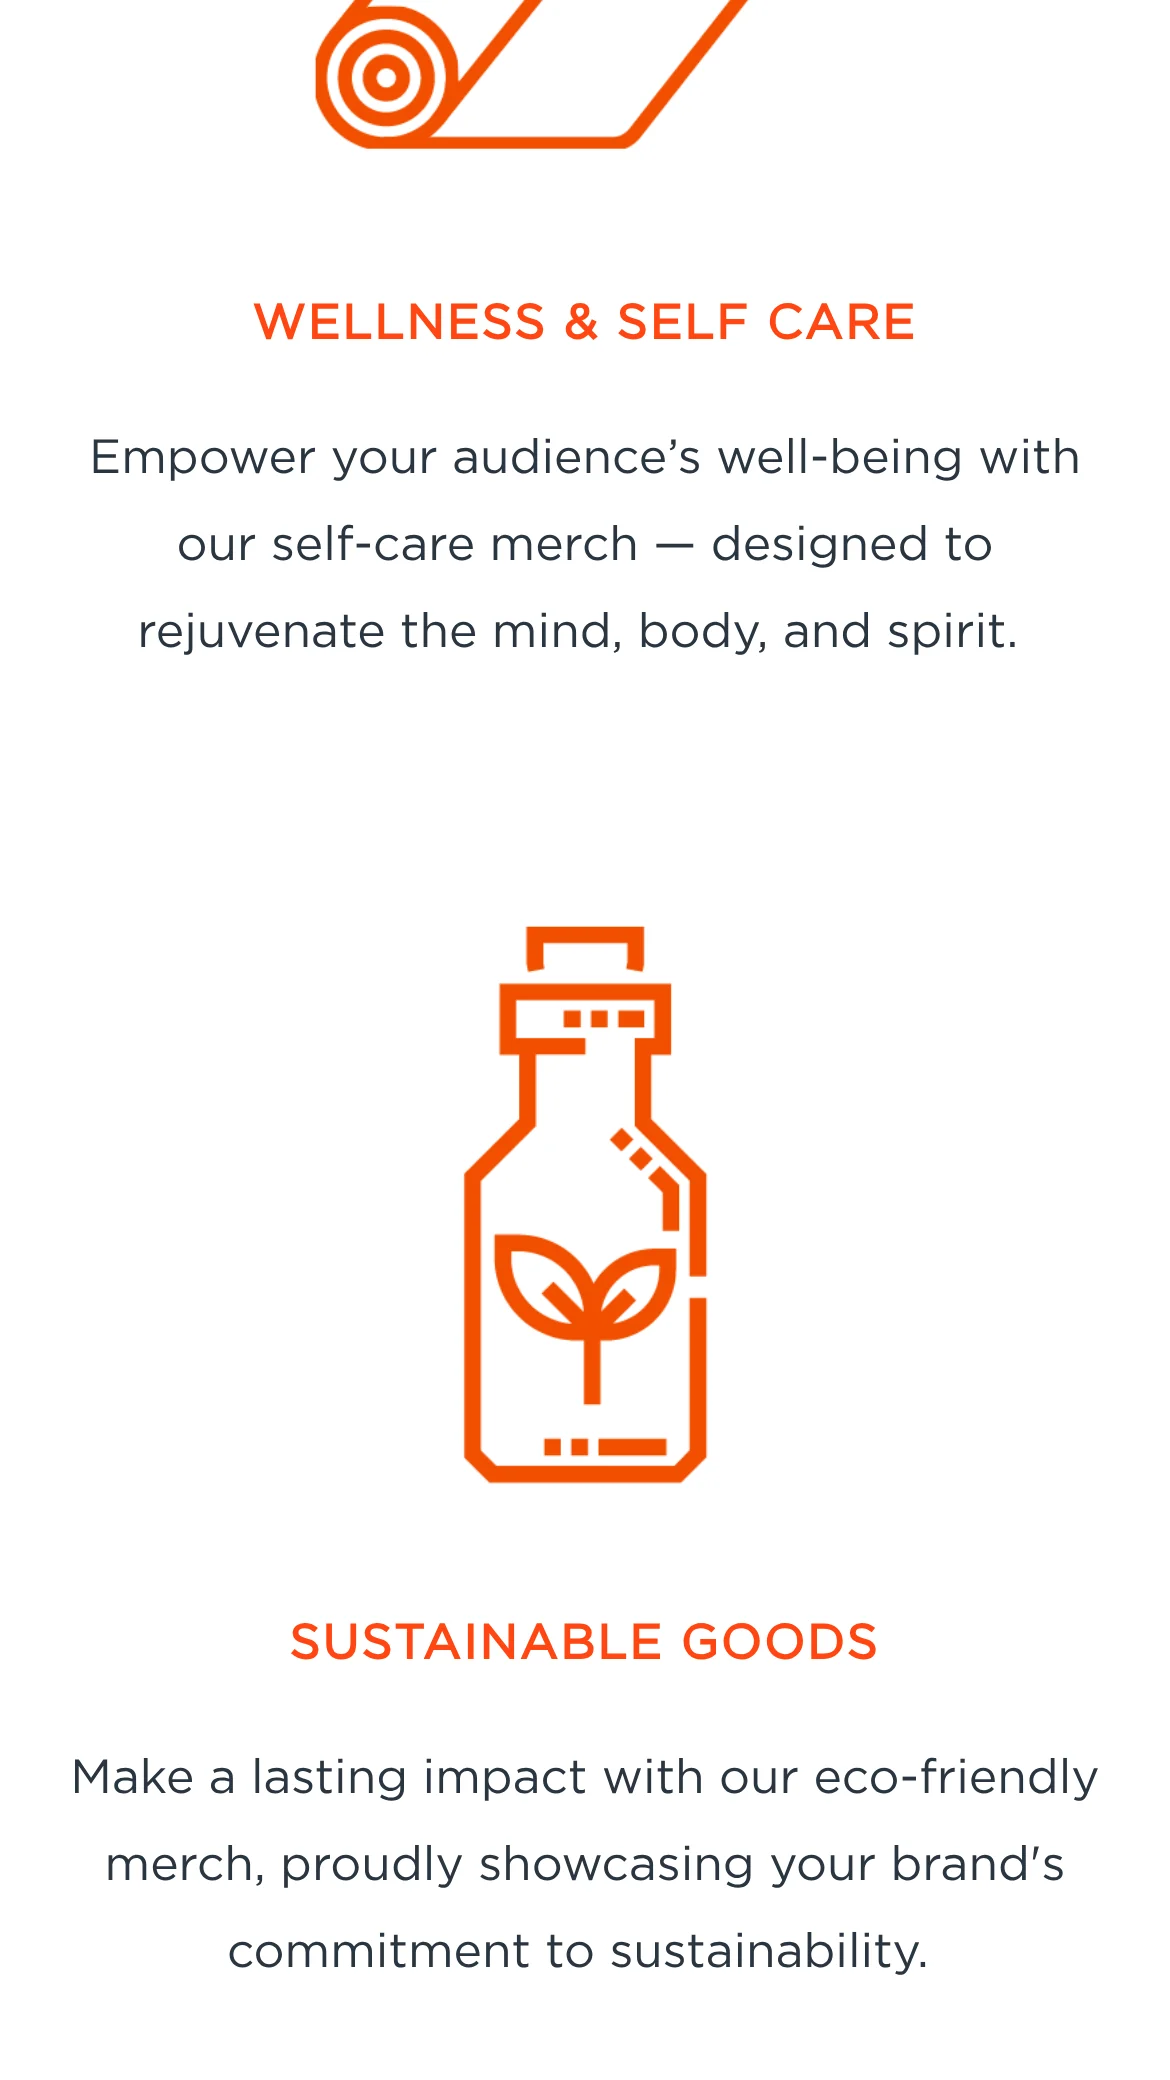 WELLNESS & SELF CARE
Empower your audience’s well-being with
our self-care merch — designed to
rejuvenate the mind, body, and spirit.
SUSTAINABLE GOODS
Make a lasting impact with our eco-friendly
merch, proudly showcasing your brand's
commitment to sustainability.